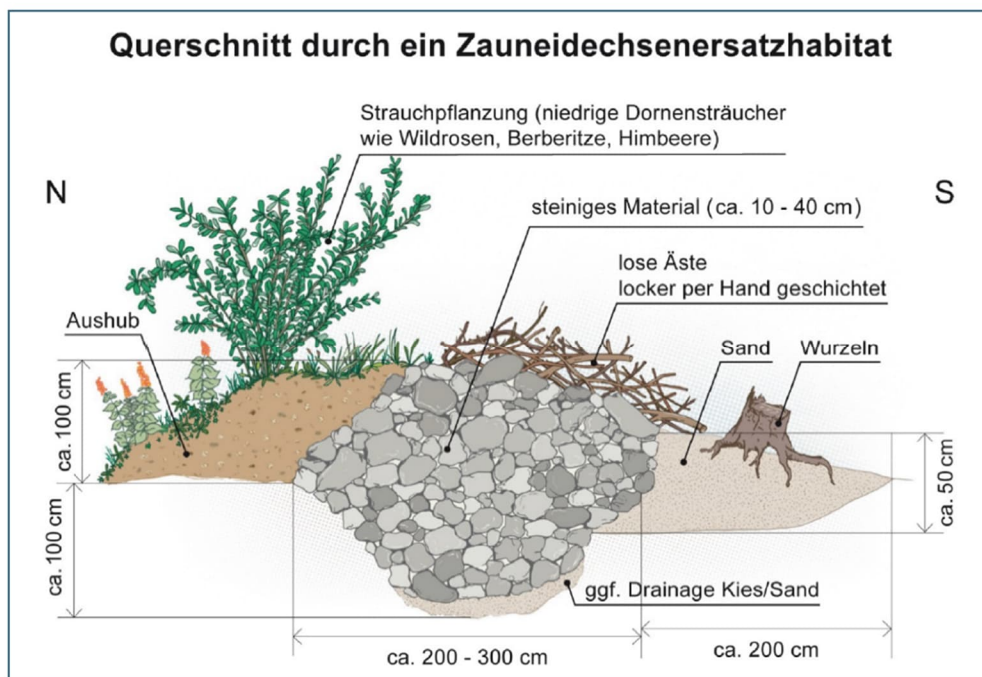 Querschnitt durch ein Zauneidechsenersatzhabitat
Strauchpflanzung (niedrige Dornensträucher
wie Wildrosen, Berberitze, Himbeere)
N
S
steiniges Material (ca. 10 - 40 cm)
lose Äste
locker per Hand geschichtet
Aushub
Sand
Wurzeln
ca. 100 cm
ca. 50 cm
ca. 100 cm
ggf. Drainage Kies/Sand
ca. 200 - 300 cm
ca. 200 cm